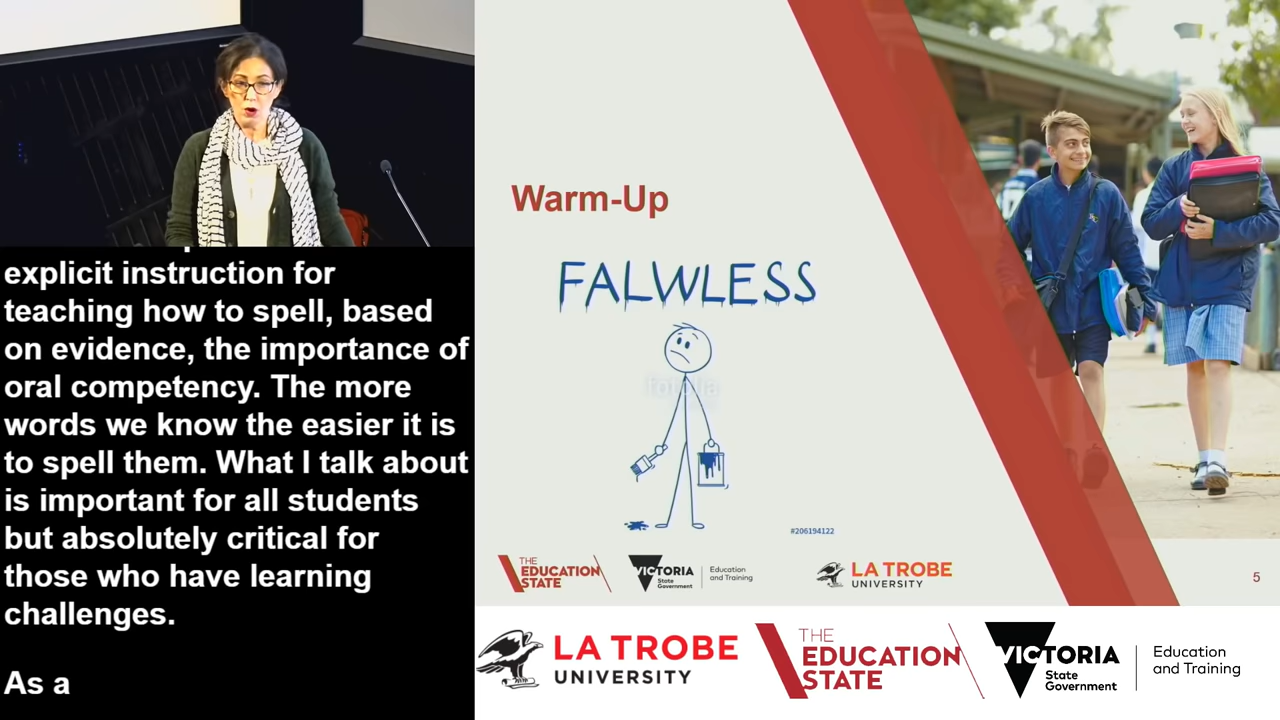 explicit instruction for
teaching how to spell, based
on evidence, the importance of
oral competency. The more
words we know the easier it is
to spell them. What I talk about
is important for all students
but absolutely critical for
those who have learning
challenges.
As a
Warm-Up
FALWLESS
fotolia
#206194122
THE
EDUCATION
STATE
VICTORIA
State
Government
Education
and Training
LA TROBE
UNIVERSITY
5
LA TROBE
UNIVERSITY
THE
EDUCATION
STATE
VICTORIA
State
Government
Education
and Training